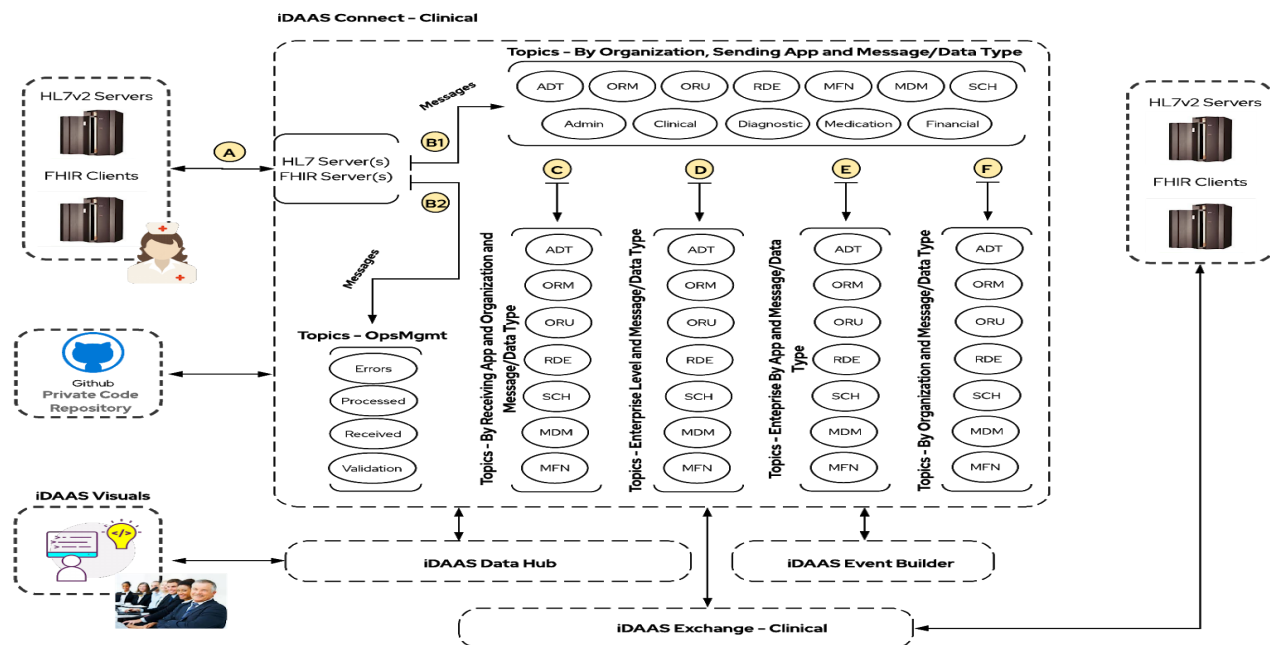 iDAAS Connect – Clinical
Topics – By Organization, Sending App and Message/Data Type
ADT
ORM
ORU
RDE
MFN
MDM
SCH
Admin
Clinical
Diagnostic
Medication
Financial
HL7v2 Servers
FHIR Clients
A
HL7 Server(s)
FHIR Server(s)
B1
Messages
B2
Messages
Topics – OpsMgmt
Errors
Processed
Received
Validation
C
Topics – By Receiving App and Organization and
Message/Data Type
ADT
ORM
ORU
RDE
SCH
MDM
MFN
D
Topics – Enterprise Level and Message/Data Type
ADT
ORM
ORU
RDE
SCH
MDM
MFN
E
Topics – Enteprise By App and Message/Data
Type
ADT
ORM
ORU
RDE
SCH
MDM
MFN
F
Topics – By Organization and Message/Data Type
ADT
ORM
ORU
RDE
SCH
MDM
MFN
HL7v2 Servers
FHIR Clients
Github
Private Code
Repository
iDAAS Visuals
iDAAS Data Hub
iDAAS Event Builder
iDAAS Exchange – Clinical